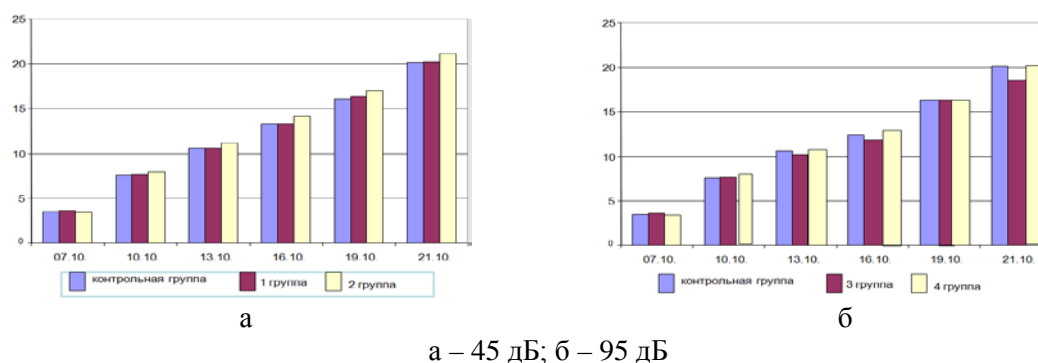 25
20
15
10
5
0
07.10. 10.10. 13.10. 16.10. 19.10. 21.10.
контрольная группа 1 группа 2 группа
а
25
20
15
10
5
0
07.10. 10.10. 13.10. 16.10. 19.10. 21.10.
контрольная группа 3 группа 4 группа
б
а – 45 дБ; б – 95 дБ